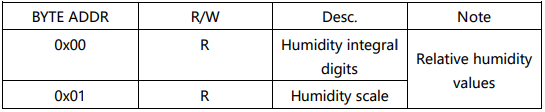 BYTE ADDR R/W Desc. Note
0x00 R Humidity integral
digits
Relative humidity
values
0x01 R Humidity scale